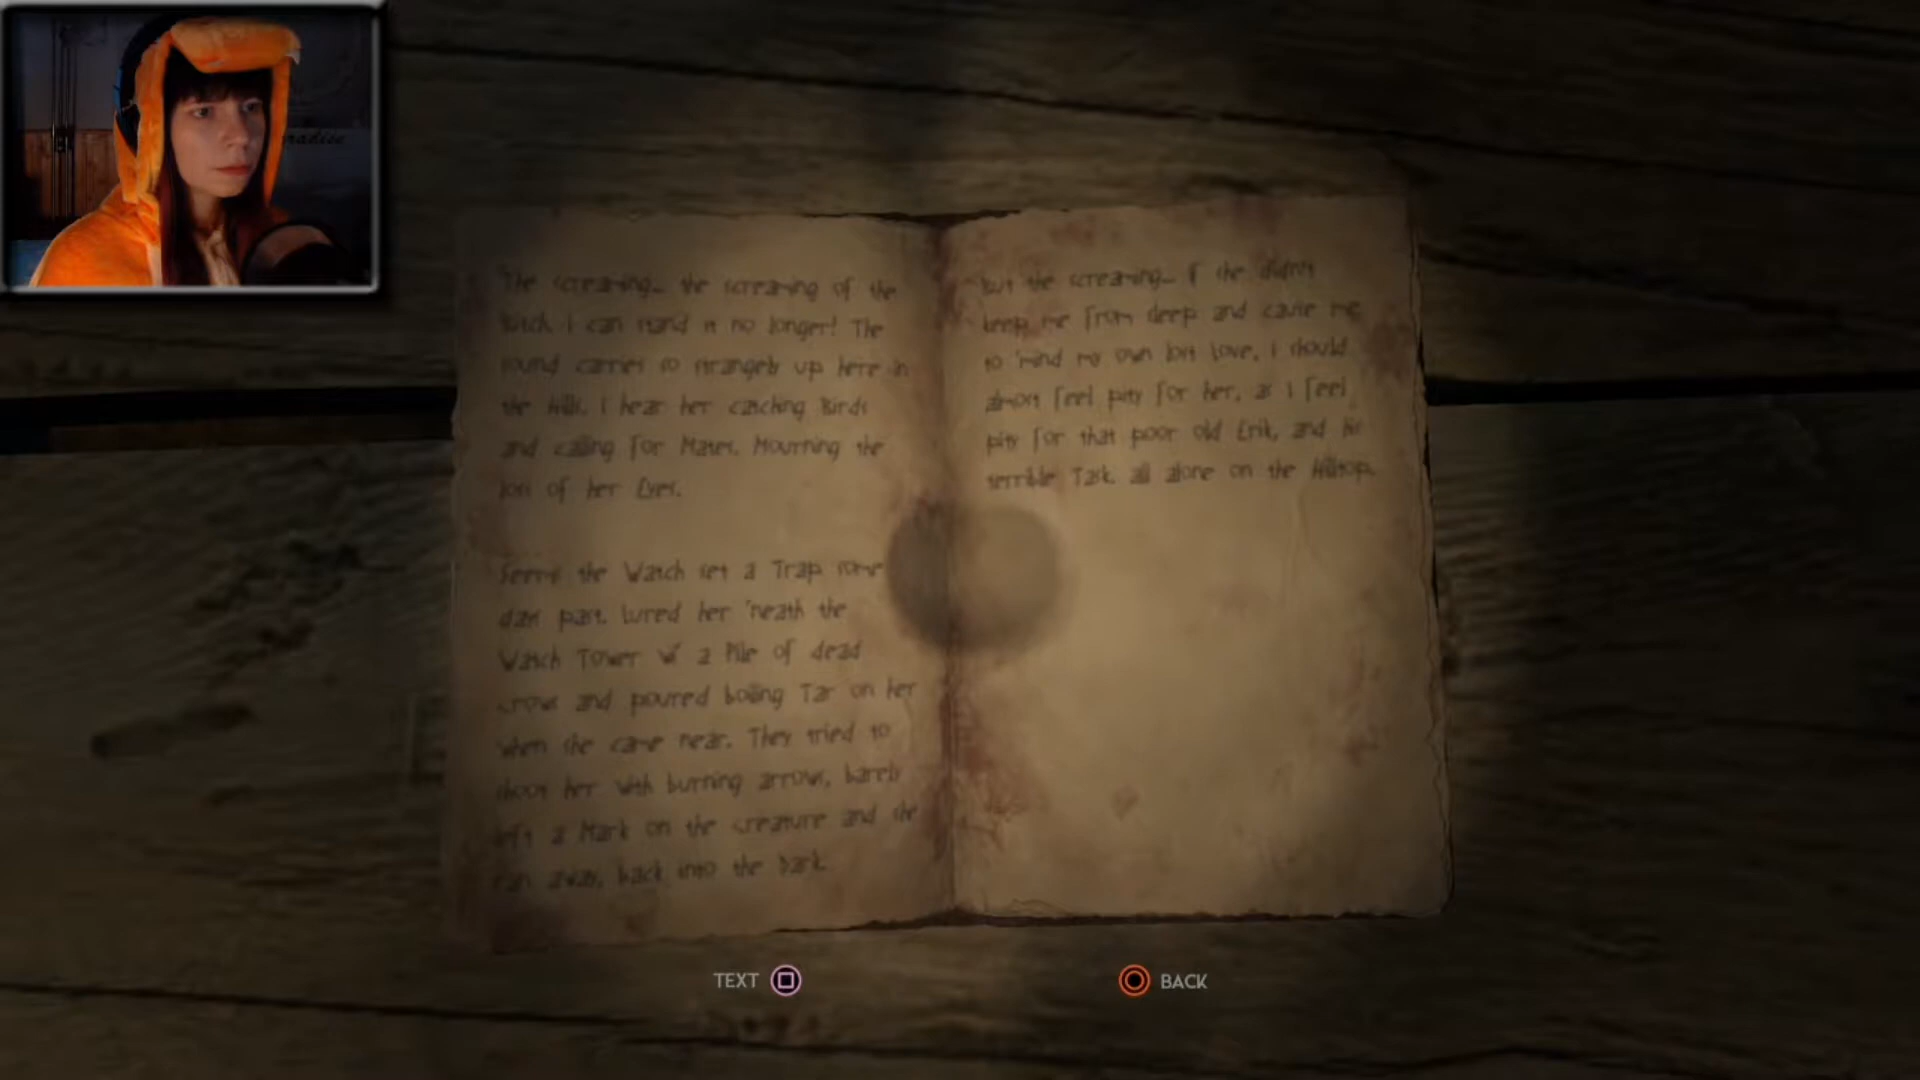 radise
The screaming... the screaming of the
Bitch. I can stand it no longer! The
sound carries so strangely up here in
the Hills. I hear her catching Birds
and calling for Mates. Mourning the
loss of her Eyes.
Seems the Watch set a Trap some
days past. Lured her 'neath the
Watch Tower w/ a Pile of dead
crows and poured boiling Tar on her
when she came near. They tried to
shoot her with burning arrows, barely
left a Mark on the creature and she
ran away, back into the Dark.
But the screaming... if she didn't
keep me from sleep and cause me
to 'mind my own lost love, I should
almost feel pity for her, as I feel
pity for that poor old Erik, and his
terrible Task, all alone on the Hilltop.
TEXT
BACK